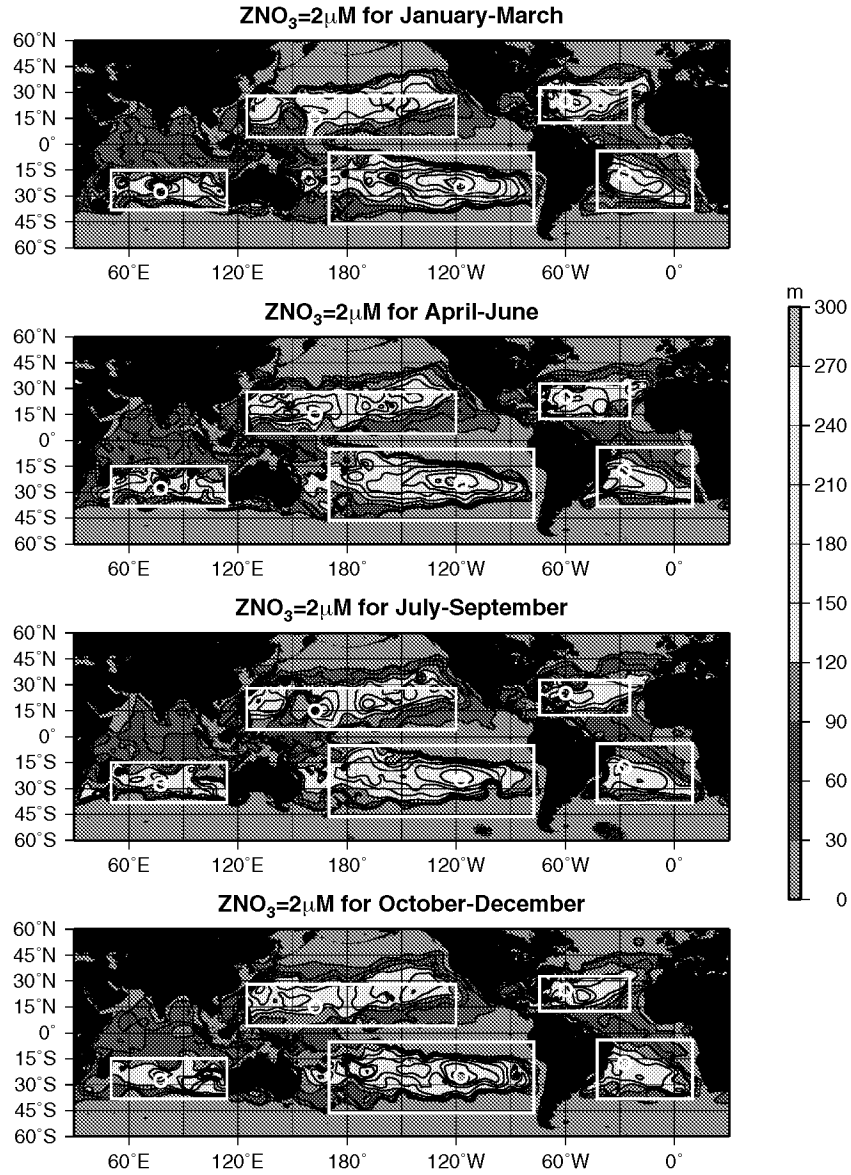 ZNO₃=2μM for January-March
60˚N
45˚N
30˚N
15˚N
0˚
15˚S
30˚S
45˚S
60˚S
60˚E 120˚E 180˚ 120˚W 60˚W 0˚
ZNO₃=2μM for April-June
60˚N
45˚N
30˚N
15˚N
0˚
15˚S
30˚S
45˚S
60˚S
60˚E 120˚E 180˚ 120˚W 60˚W 0˚
ZNO₃=2μM for July-September
60˚N
45˚N
30˚N
15˚N
0˚
15˚S
30˚S
45˚S
60˚S
60˚E 120˚E 180˚ 120˚W 60˚W 0˚
ZNO₃=2μM for October-December
60˚N
45˚N
30˚N
15˚N
0˚
15˚S
30˚S
45˚S
60˚S
60˚E 120˚E 180˚ 120˚W 60˚W 0˚
m
300
270
240
210
180
150
120
90
60
30
0